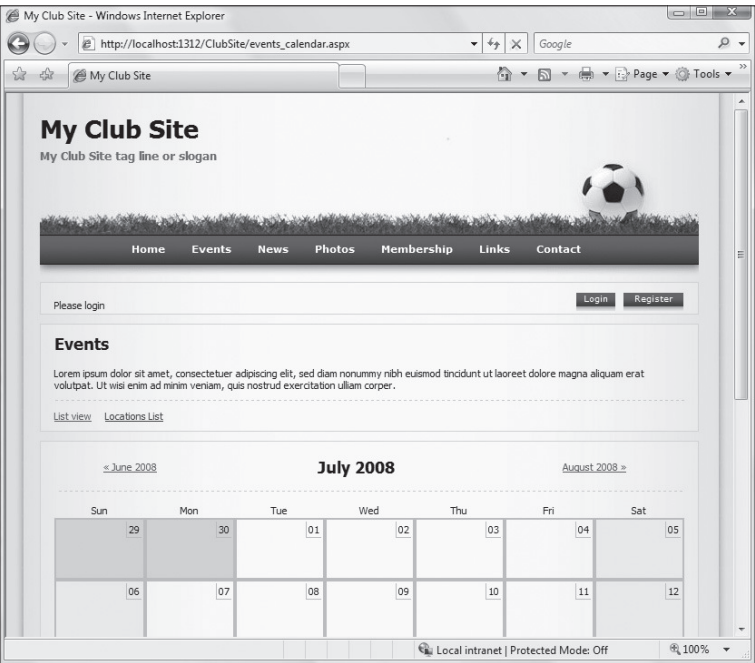 My Club Site - Windows Internet Explorer
http://localhost:1312/ClubSite/events_calendar.aspx
Google
My Club Site
Page
Tools
My Club Site
My Club Site tag line or slogan
Home Events News Photos Membership Links Contact
Please login
Login Register
Events
Lorem ipsum dolor sit amet, consectetuer adipiscing elit, sed diam nonummy nibh euismod tincidunt ut laoreet dolore magna aliquam erat
volutpat. Ut wisi enim ad minim veniam, quis nostrud exercitation ulliam corper.
List view Locations List
« June 2008 July 2008 August 2008 »
Sun Mon Tue Wed Thu Fri Sat
29 30 01 02 03 04 05
06 07 08 09 10 11 12
Local intranet | Protected Mode: Off 100%